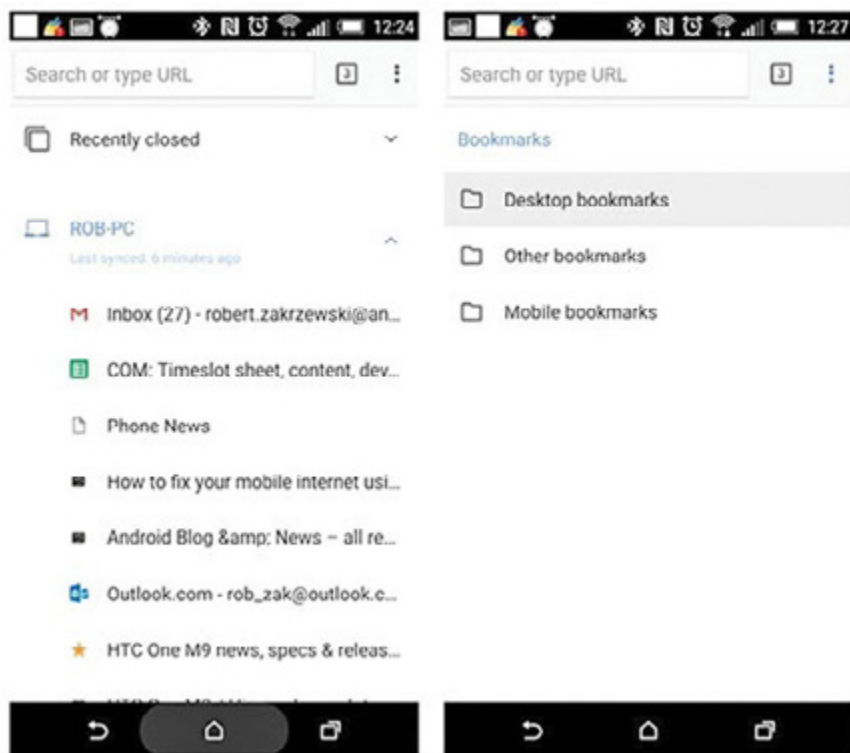 12:24
Search or type URL
3
Recently closed
ROB-PC
Last synced: 6 minutes ago
Inbox (27) - robert.zakrzewski@an...
COM: Timeslot sheet, content, dev...
Phone News
How to fix your mobile internet usi...
Android Blog &amp; News – all re...
Outlook.com - rob_zak@outlook.c...
HTC One M9 news, specs & releas...
12:27
Search or type URL
3
Bookmarks
Desktop bookmarks
Other bookmarks
Mobile bookmarks